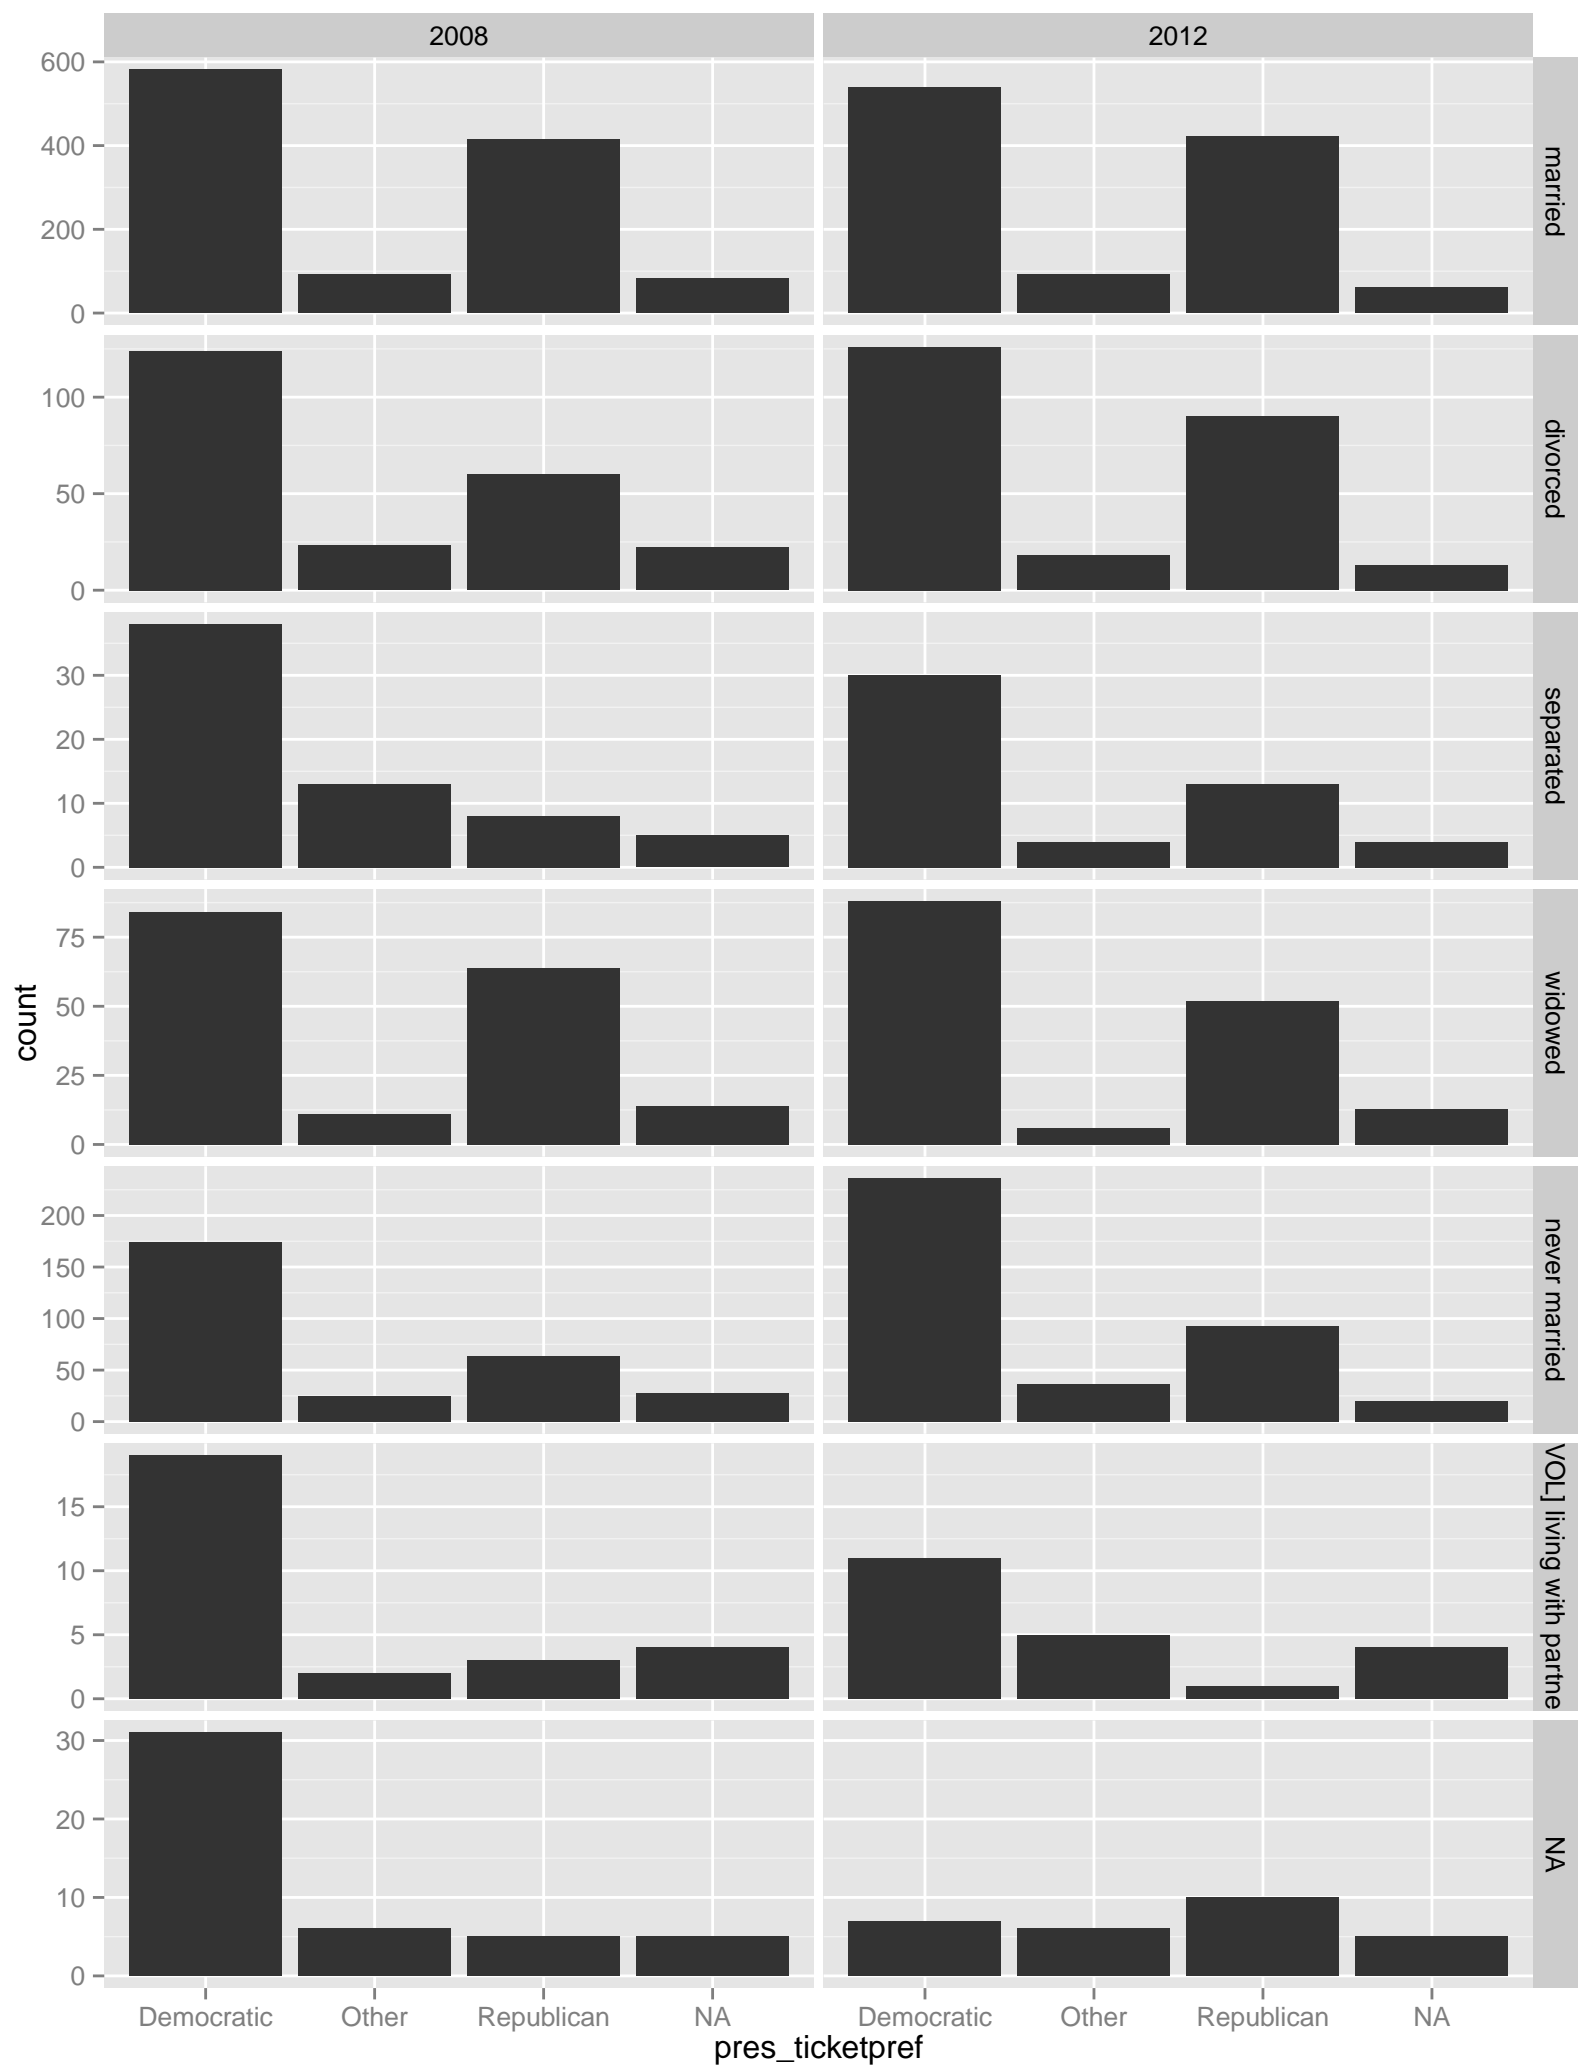 2008
2012
600
400
200
0
married
100
50
0
divorced
30
20
10
0
separated
75
50
25
0
widowed
count
200
150
100
50
0
never married
15
10
5
0
VOL] living with partne
30
20
10
0
NA
Democratic Other Republican NA
Democratic Other Republican NA
pres_ticketpref